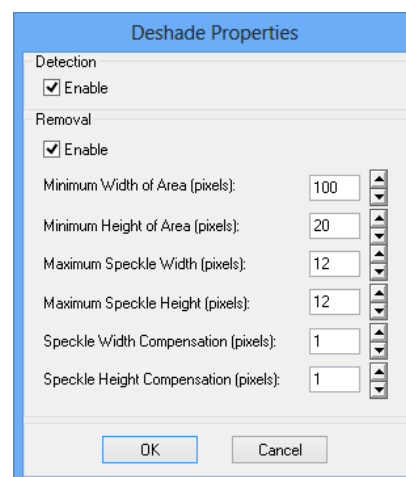 Deshade Properties
Detection
Enable
Removal
Enable
Minimum Width of Area (pixels): 100
Minimum Height of Area (pixels): 20
Maximum Speckle Width (pixels): 12
Maximum Speckle Height (pixels): 12
Speckle Width Compensation (pixels): 1
Speckle Height Compensation (pixels): 1
OK Cancel